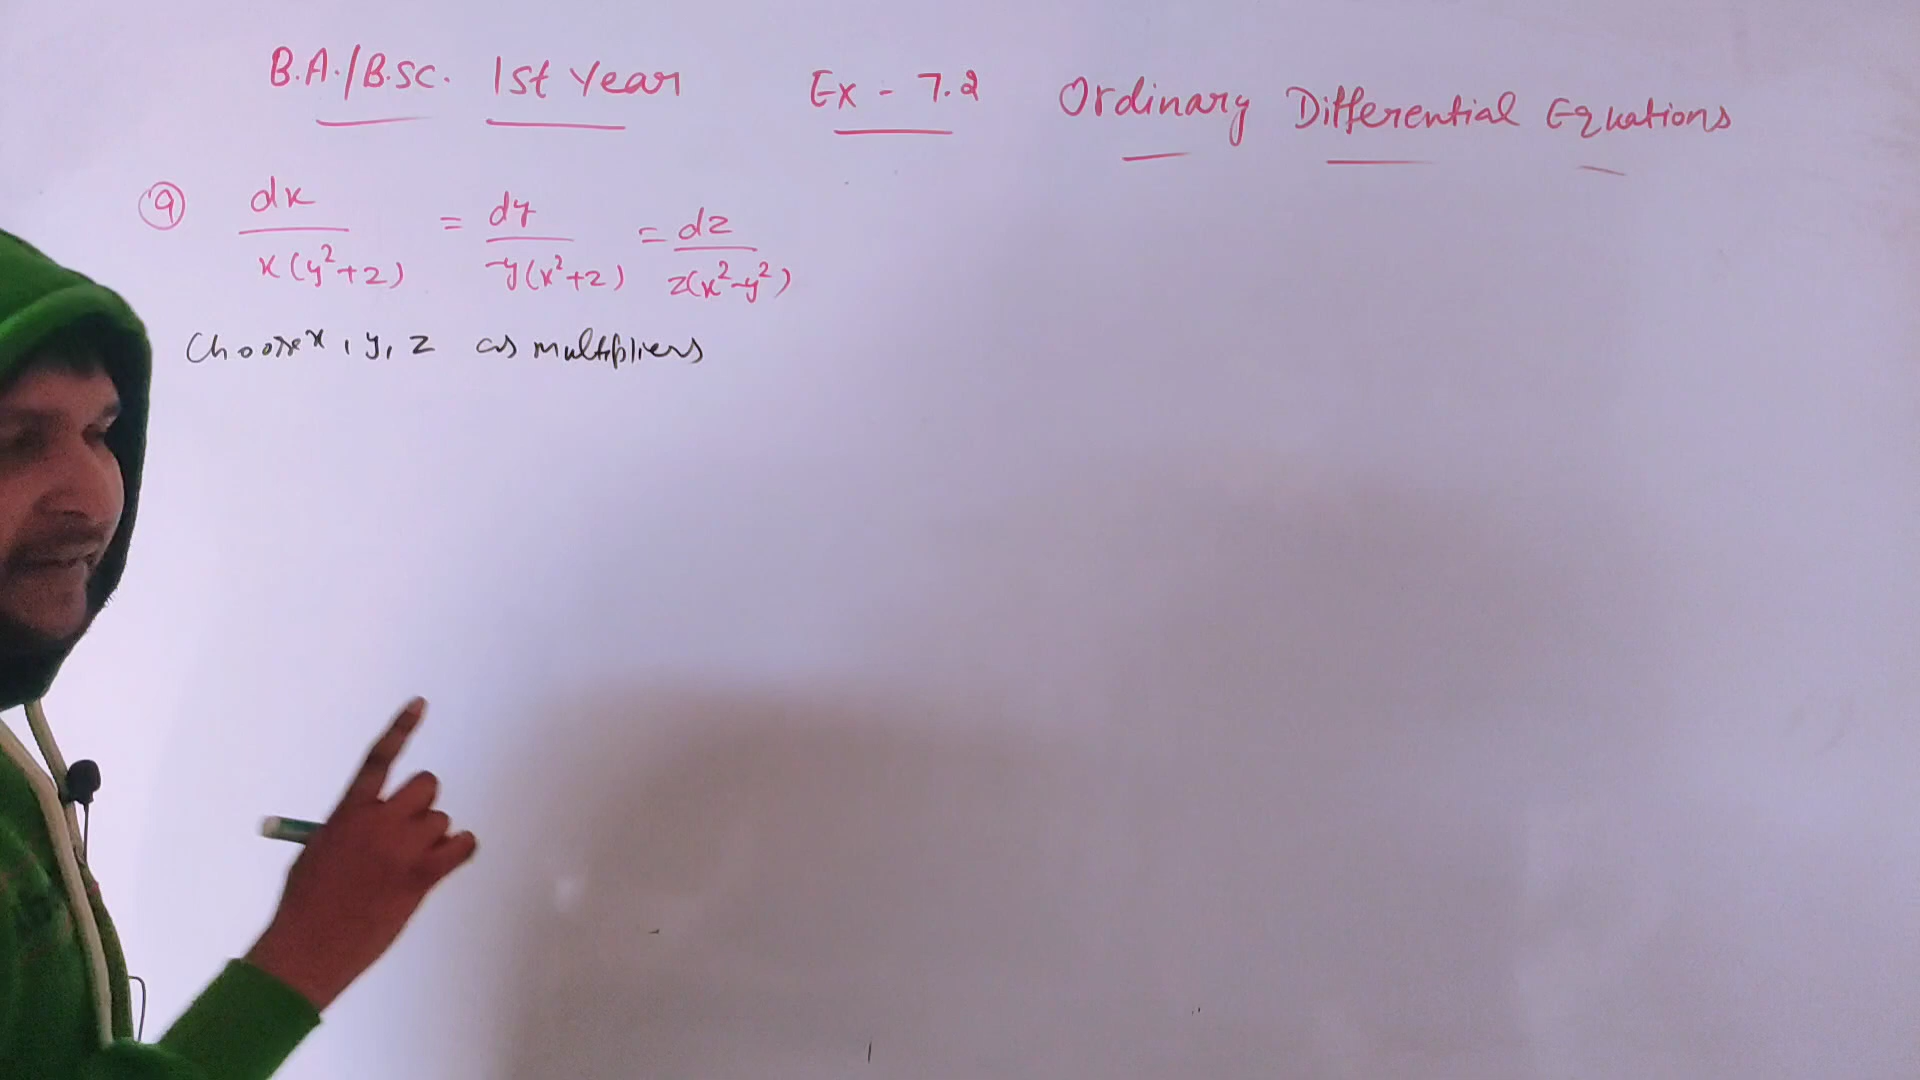 B.A./B.Sc. 1st Year Ex - 7.2 Ordinary Differential Equations
9 dx/x(y²+z) = dy/-y(x²+z) = dz/z(x²-y²)
Choose x, y, z as multipliers